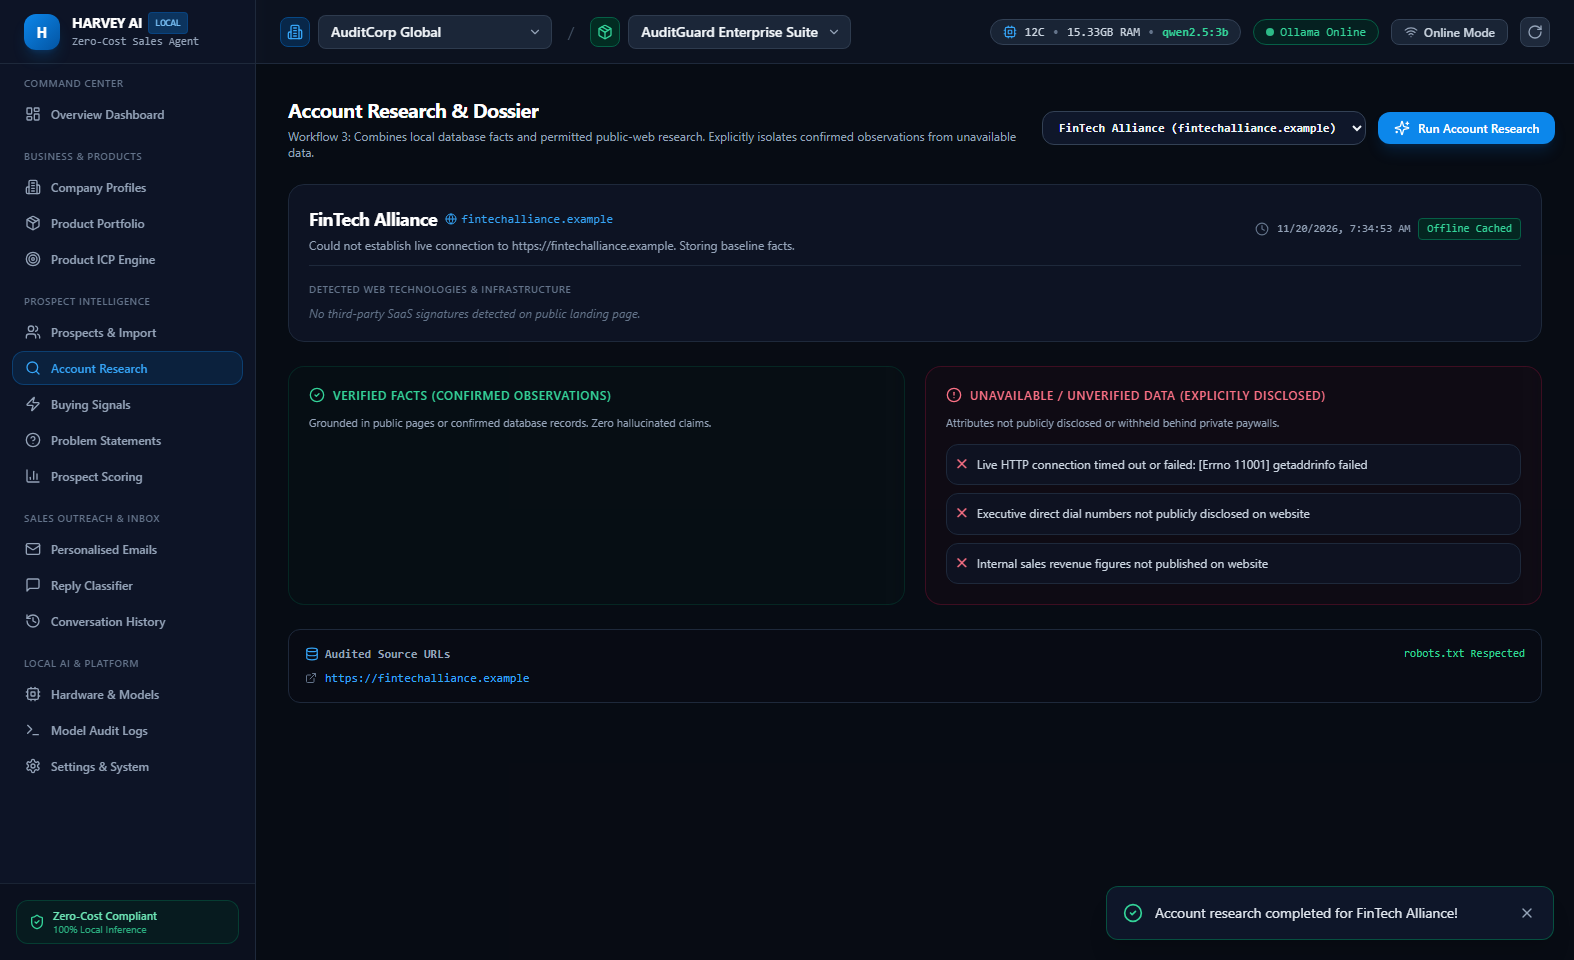 H
HARVEY AI
LOCAL
Zero-Cost Sales Agent
AuditCorp Global
/
AuditGuard Enterprise Suite
12C • 15.33GB RAM • qwen2.5:3b
Ollama Online
Online Mode
COMMAND CENTER
Overview Dashboard
BUSINESS & PRODUCTS
Company Profiles
Product Portfolio
Product ICP Engine
PROSPECT INTELLIGENCE
Prospects & Import
Account Research
Buying Signals
Problem Statements
Prospect Scoring
SALES OUTREACH & INBOX
Personalised Emails
Reply Classifier
Conversation History
LOCAL AI & PLATFORM
Hardware & Models
Model Audit Logs
Settings & System
Zero-Cost Compliant
100% Local Inference
Account Research & Dossier
Workflow 3: Combines local database facts and permitted public-web research. Explicitly isolates confirmed observations from unavailable
data.
FinTech Alliance (fintechalliance.example)
Run Account Research
FinTech Alliance
fintechalliance.example
Could not establish live connection to https://fintechalliance.example. Storing baseline facts.
11/20/2026, 7:34:53 AM
Offline Cached
DETECTED WEB TECHNOLOGIES & INFRASTRUCTURE
No third-party SaaS signatures detected on public landing page.
VERIFIED FACTS (CONFIRMED OBSERVATIONS)
Grounded in public pages or confirmed database records. Zero hallucinated claims.
UNAVAILABLE / UNVERIFIED DATA (EXPLICITLY DISCLOSED)
Attributes not publicly disclosed or withheld behind private paywalls.
Live HTTP connection timed out or failed: [Errno 11001] getaddrinfo failed
Executive direct dial numbers not publicly disclosed on website
Internal sales revenue figures not published on website
Audited Source URLs
robots.txt Respected
https://fintechalliance.example
Account research completed for FinTech Alliance!